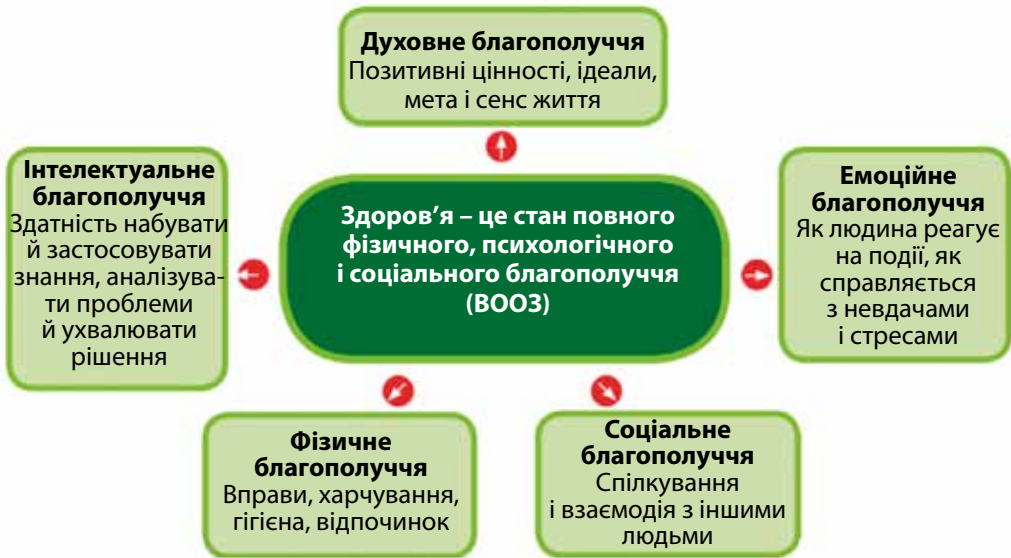 Духовне благополуччя
Позитивні цінності, ідеали,
мета і сенс життя
Інтелектуальне
благополуччя
Здатність набувати
й застосовувати
знання, аналізува-
ти проблеми
й ухвалювати
рішення
Здоров’я – це стан повного
фізичного, психологічного
і соціального благополуччя
(ВООЗ)
Емоційне
благополуччя
Як людина реагує
на події, як
справляється
з невдачами
і стресами
Фізичне
благополуччя
Вправи, харчування,
гігієна, відпочинок
Соціальне
благополуччя
Спілкування
і взаємодія з іншими
людьми